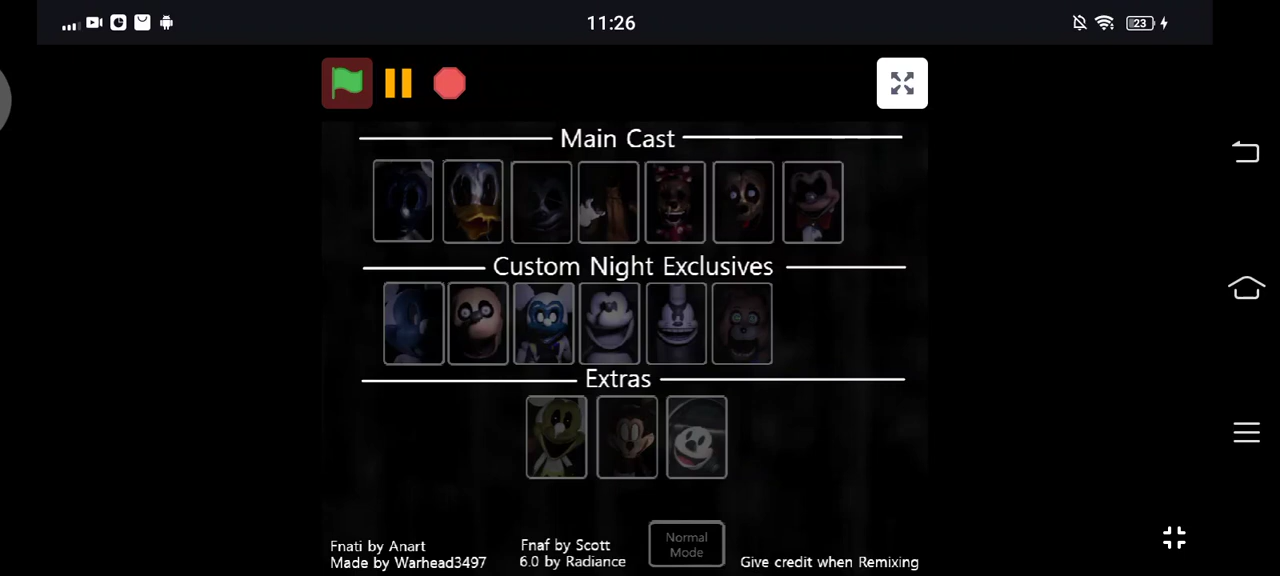 11:26
23
Main Cast
Custom Night Exclusives
Extras
Normal
Mode
Fnati by Anart
Made by Warhead3497
Fnaf by Scott
6.0 by Radiance
Give credit when Remixing